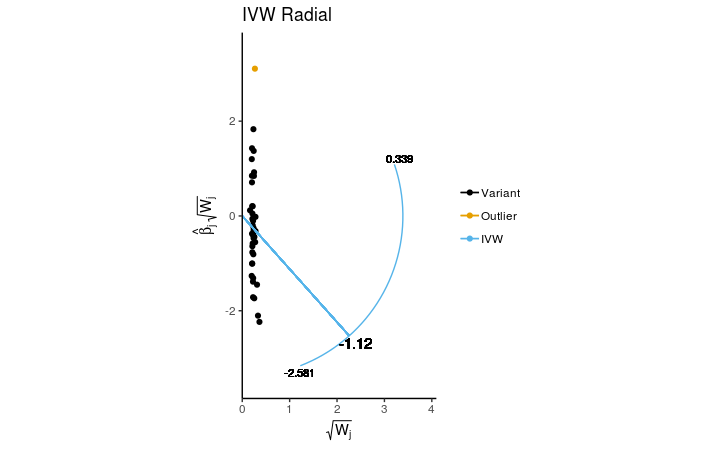 IVW Radial
β̂j√Wj
2
0
-2
0.339
-1.12
-2.581
0 1 2 3 4
√Wj
Variant
Outlier
IVW